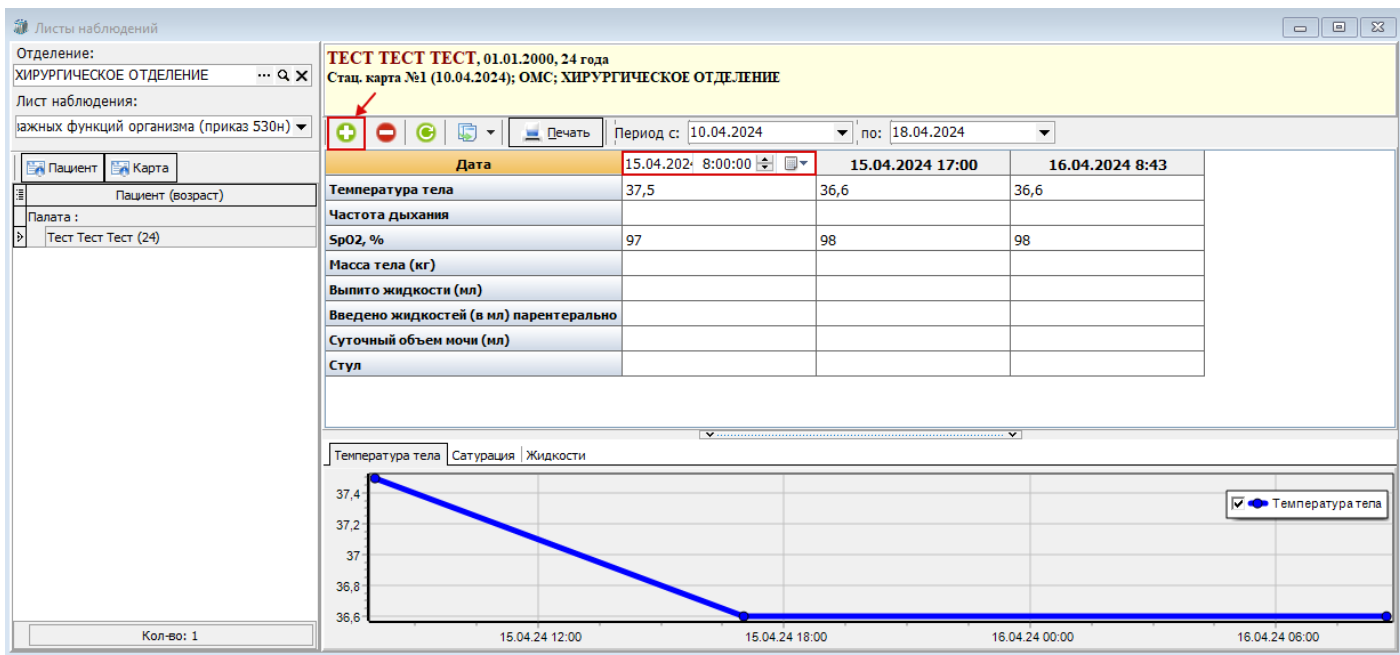 Листы наблюдений
Отделение:
ХИРУРГИЧЕСКОЕ ОТДЕЛЕНИЕ
Лист наблюдения:
важных функций организма (приказ 530н)
Пациент Карта
Пациент (возраст)
Палата :
Тест Тест Тест (24)
Кол-во: 1
ТЕСТ ТЕСТ ТЕСТ, 01.01.2000, 24 года
Стац. карта №1 (10.04.2024); ОМС; ХИРУРГИЧЕСКОЕ ОТДЕЛЕНИЕ
Печать Период с: 10.04.2024 по: 18.04.2024
Дата 15.04.202 8:00:00 15.04.2024 17:00 16.04.2024 8:43
Температура тела 37,5 36,6 36,6
Частота дыхания
SpO2, % 97 98 98
Масса тела (кг)
Выпито жидкости (мл)
Введено жидкостей (в мл) парентерально
Суточный объем мочи (мл)
Стул
Температура тела Сатурация Жидкости
37,4
37,2
37
36,8
36,6
Температура тела
15.04.24 12:00 15.04.24 18:00 16.04.24 00:00 16.04.24 06:00